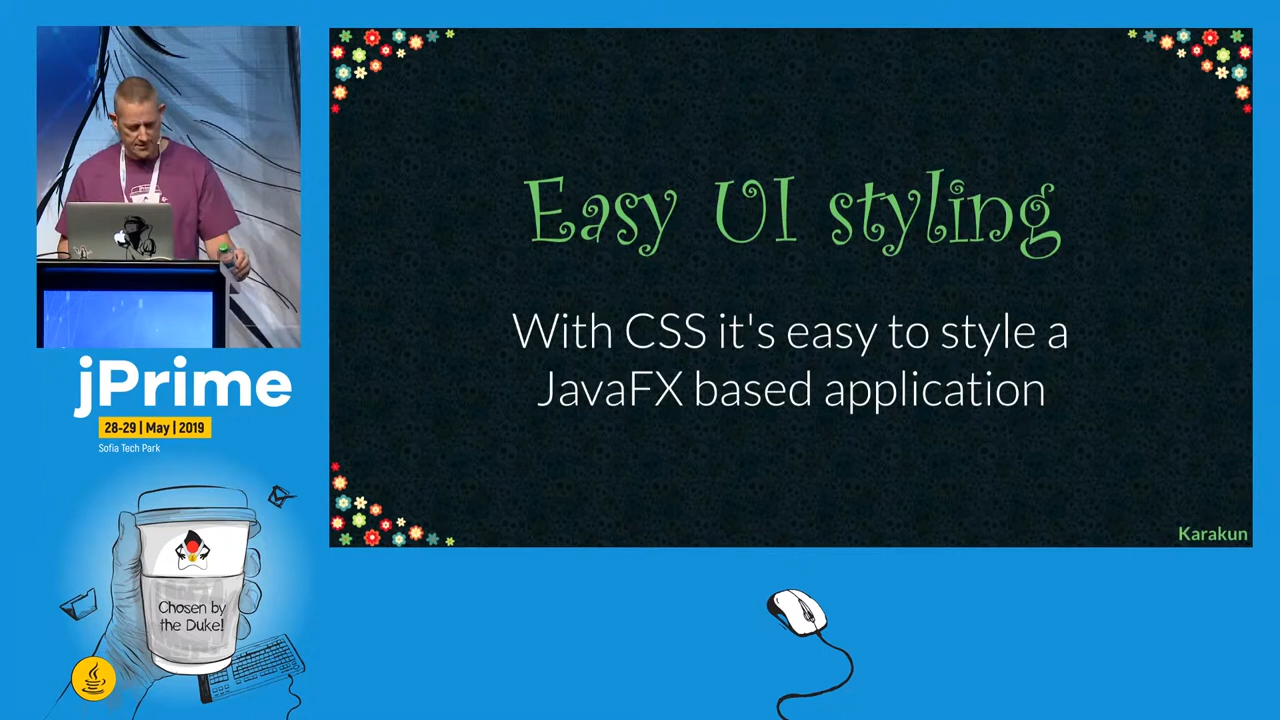 Easy UI styling
With CSS it's easy to style a
JavaFX based application
Karakun
jPrime
28-29 | May | 2019
Sofia Tech Park
Chosen by
the Duke!